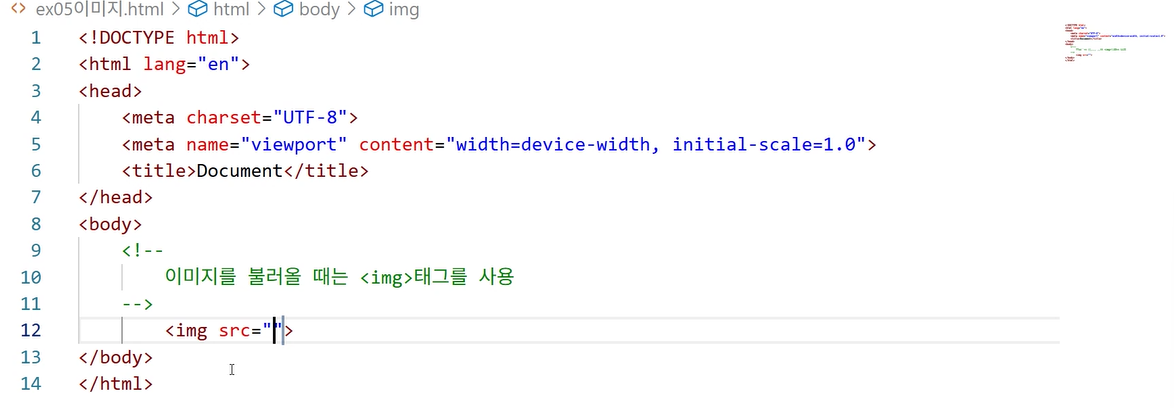 <> ex05이미지.html > html > body > img
1 <!DOCTYPE html>
2 <html lang="en">
3 <head>
4 <meta charset="UTF-8">
5 <meta name="viewport" content="width=device-width, initial-scale=1.0">
6 <title>Document</title>
7 </head>
8 <body>
9 <!--
10 이미지를 불러올 때는 <img>태그를 사용
11 -->
12 <img src="">
13 </body>
14 </html>